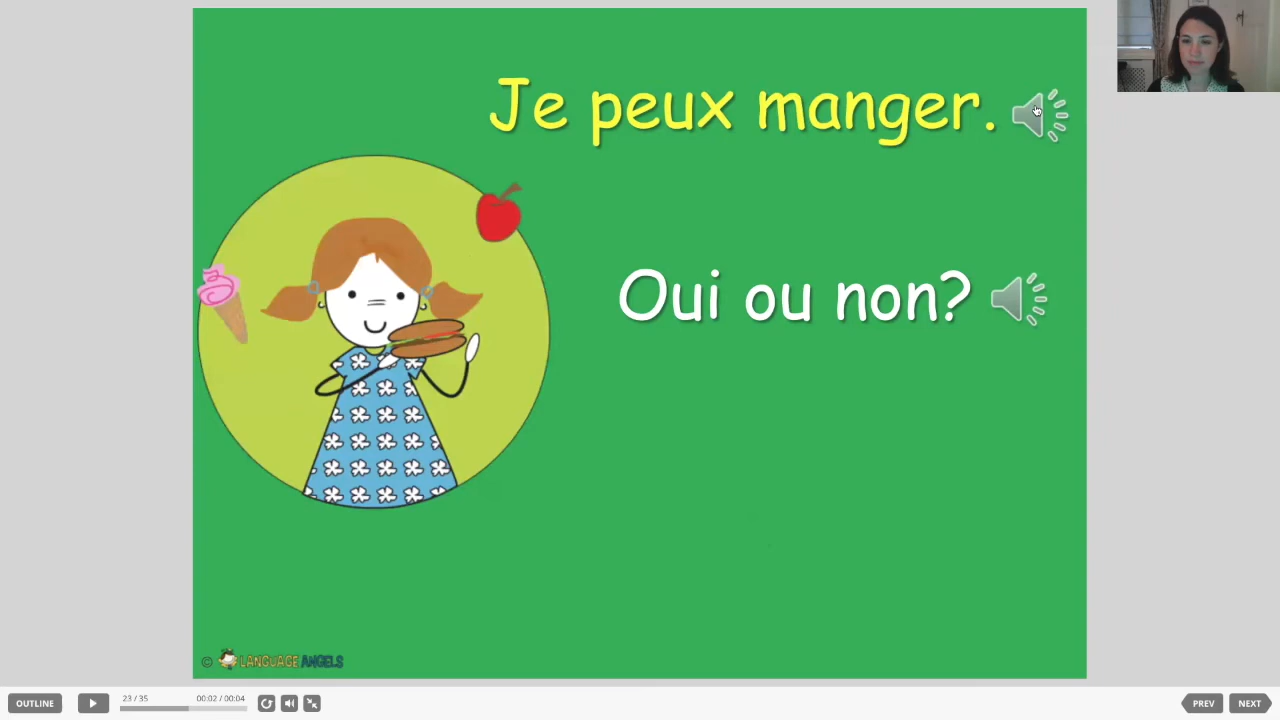 Je peux manger.
Oui ou non?
© LANGUAGE ANGELS
OUTLINE
23 / 35
00:02 / 00:04
PREV
NEXT